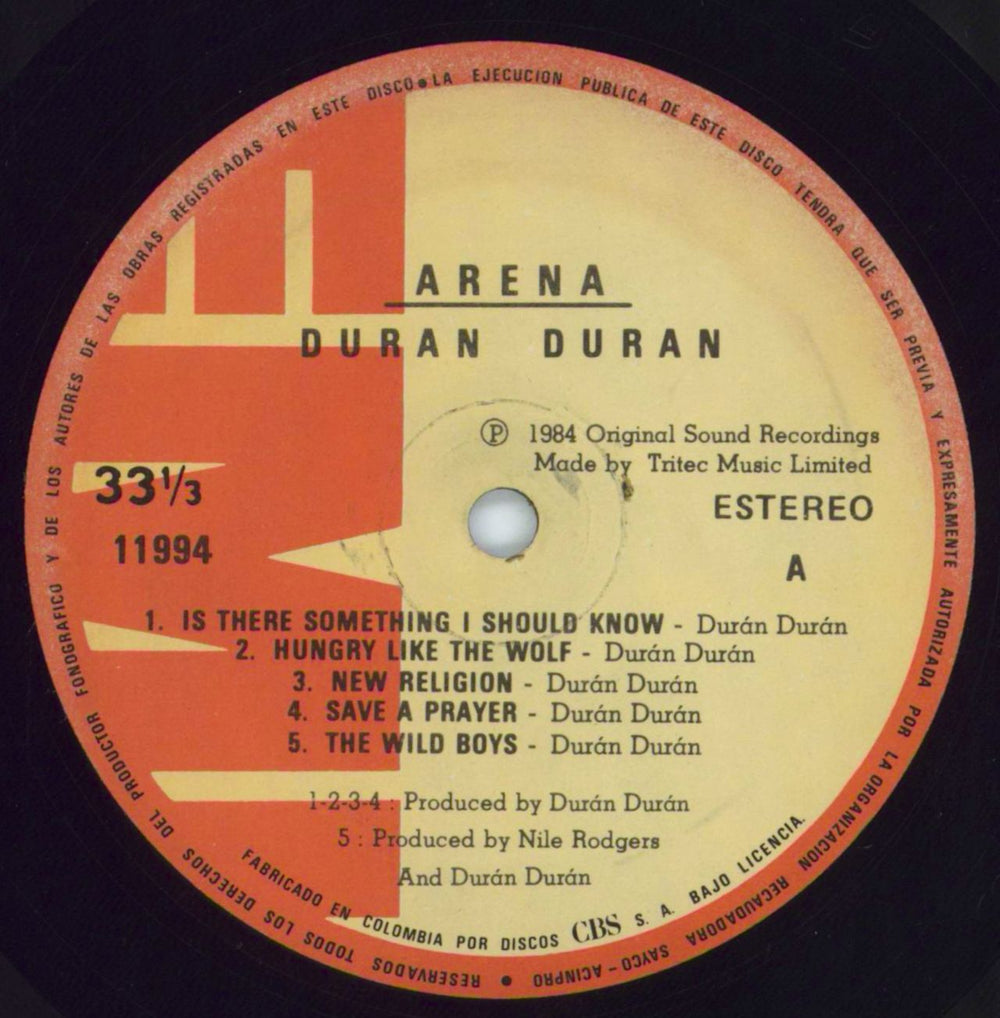 ARENA
DURAN DURAN
Ⓟ 1984 Original Sound Recordings
Made by Tritec Music Limited
33⅓
ESTEREO
11994
A
1. IS THERE SOMETHING I SHOULD KNOW - Durán Durán
2. HUNGRY LIKE THE WOLF - Durán Durán
3. NEW RELIGION - Durán Durán
4. SAVE A PRAYER - Durán Durán
5. THE WILD BOYS - Durán Durán
1-2-3-4 : Produced by Durán Durán
5 : Produced by Nile Rodgers
And Durán Durán
FABRICADO EN COLOMBIA POR DISCOS CBS S. A. BAJO LICENCIA.
RESERVADOS TODOS LOS DERECHOS DEL PRODUCTOR FONOGRAFICO Y DE LOS AUTORES DE LAS OBRAS REGISTRADAS EN ESTE DISCO ● LA EJECUCION PUBLICA DE ESTE DISCO TENDRA QUE SER PREVIA Y EXPRESAMENTE AUTORIZADA POR LA ORGANIZACION RECAUDADORA SAYCO - ACINPRO ●